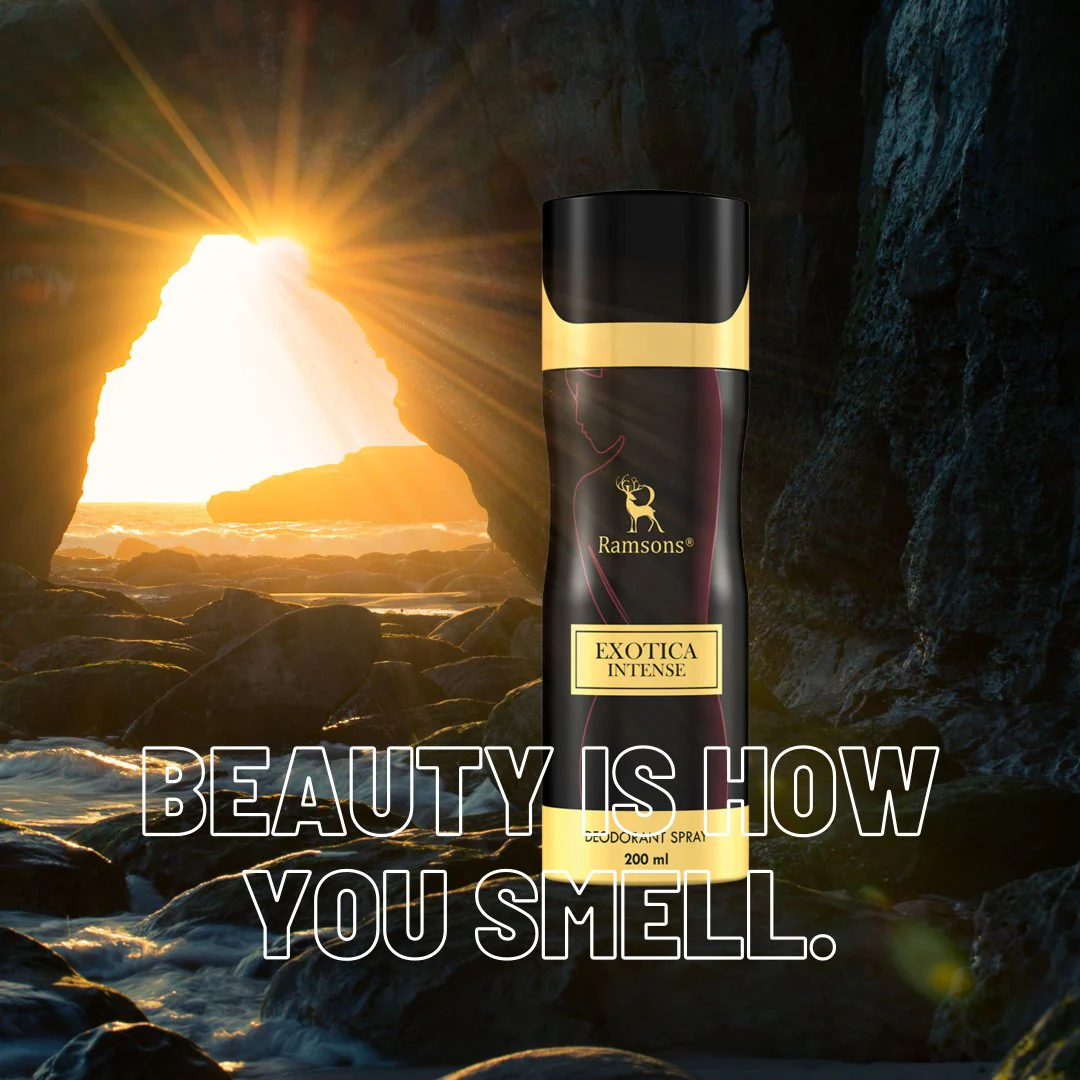 Ramsons®
EXOTICA
INTENSE
BEAUTY IS HOW
DEODORANT SPRAY
200 ml
YOU SMELL.